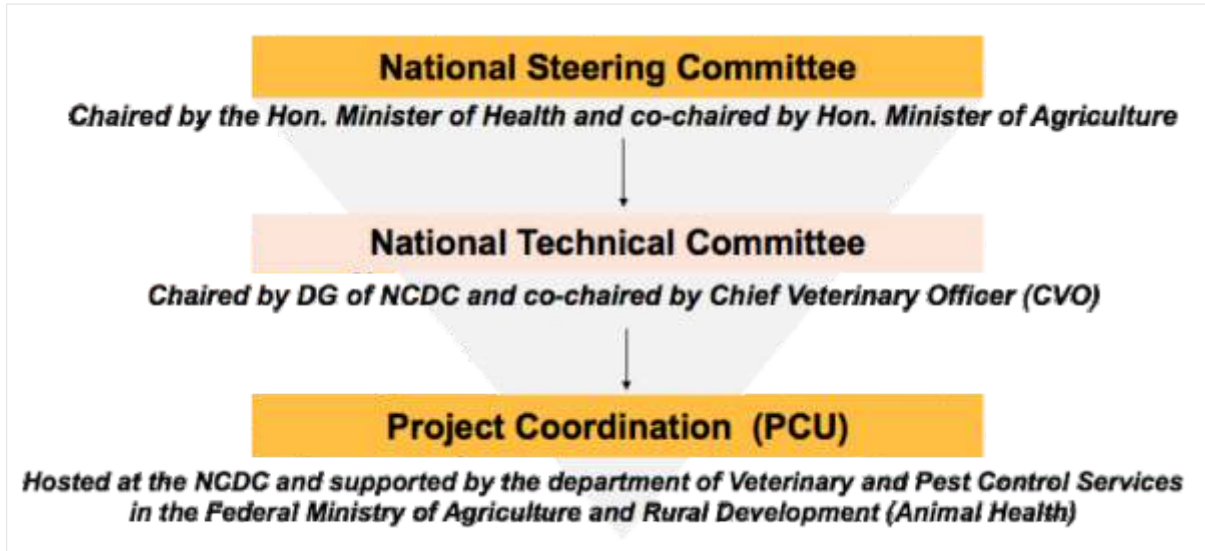 National Steering Committee
Chaired by the Hon. Minister of Health and co-chaired by Hon. Minister of Agriculture
National Technical Committee
Chaired by DG of NCDC and co-chaired by Chief Veterinary Officer (CVO)
Project Coordination (PCU)
Hosted at the NCDC and supported by the department of Veterinary and Pest Control Services
in the Federal Ministry of Agriculture and Rural Development (Animal Health)